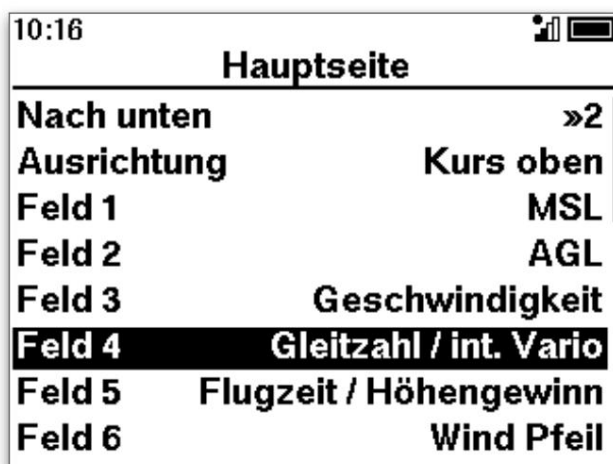 10:16
Hauptseite
Nach unten »2
Ausrichtung Kurs oben
Feld 1 MSL
Feld 2 AGL
Feld 3 Geschwindigkeit
Feld 4 Gleitzahl / int. Vario
Feld 5 Flugzeit / Höhengewinn
Feld 6 Wind Pfeil